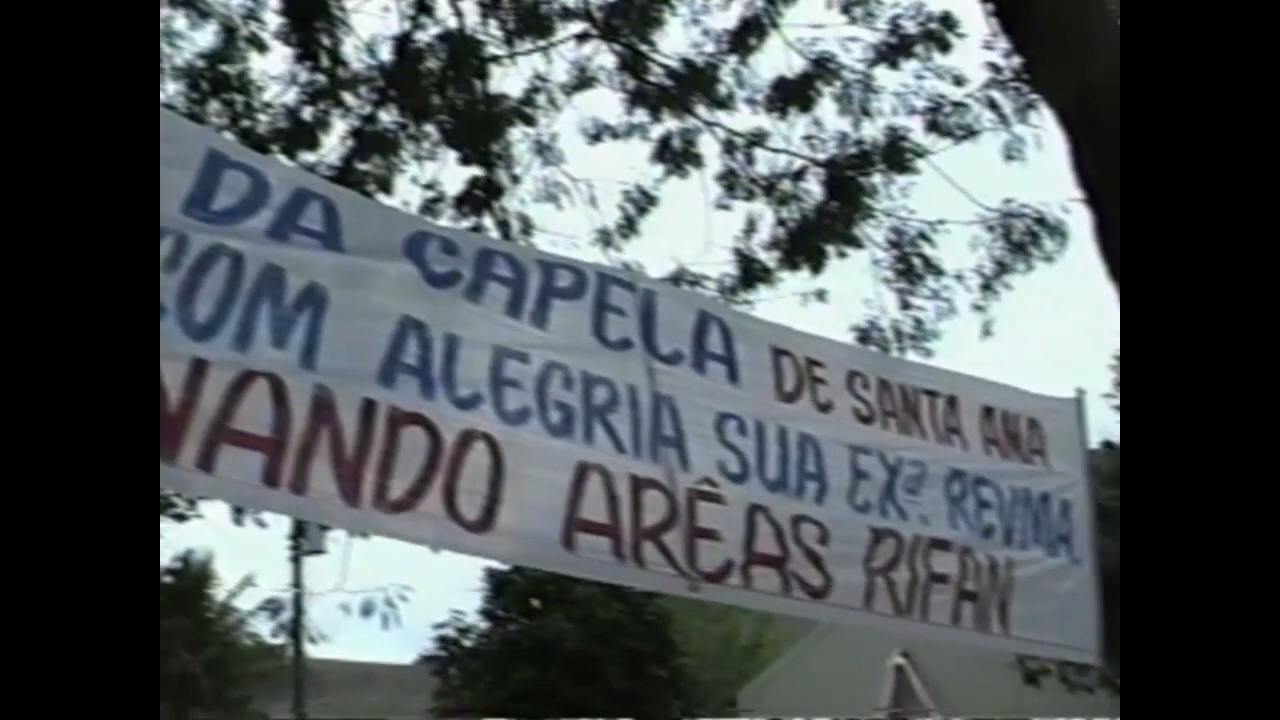 DA CAPELA DE SANTA ANA
COM ALEGRIA SUA EXª. REVMA.
NANDO ARÊAS RIFAN